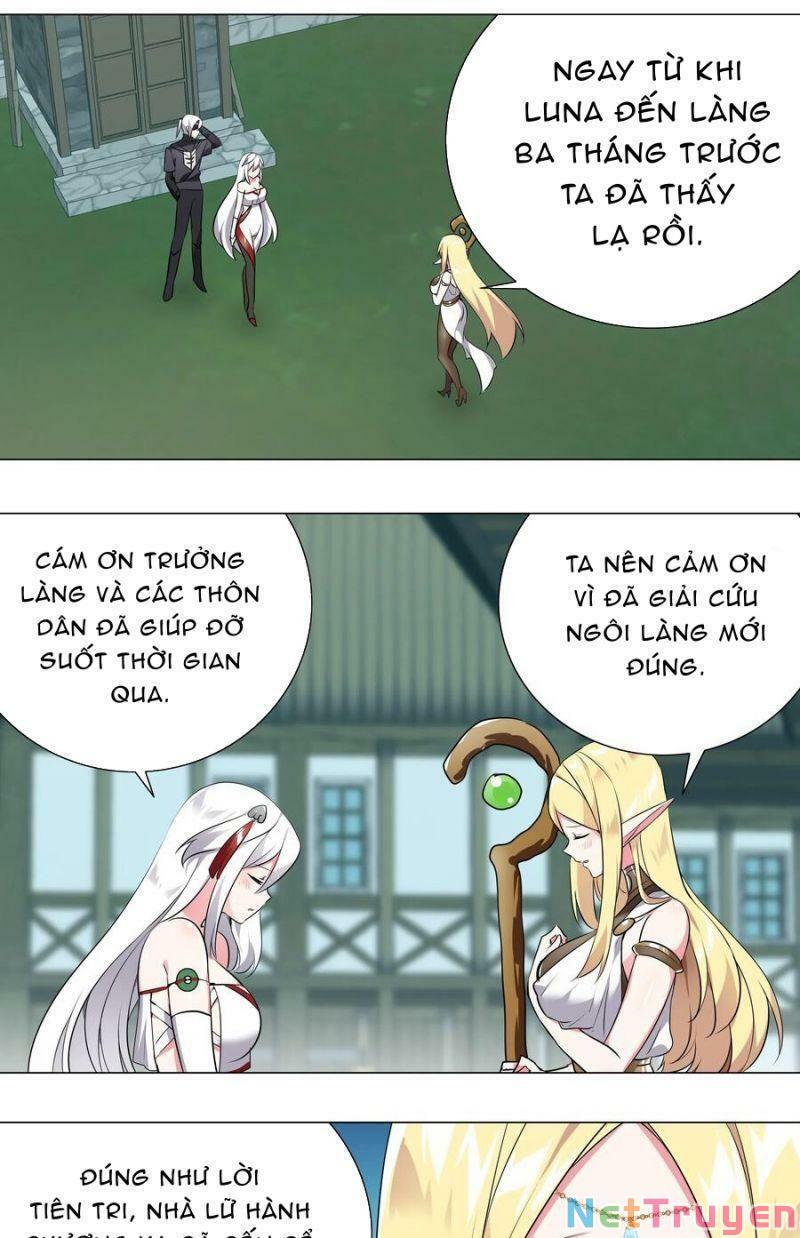 NGAY TỪ KHI
LUNA ĐẾN LÀNG
BA THÁNG TRƯỚC
TA ĐÃ THẤY
LẠ RỒI.
CÁM ƠN TRƯỞNG
LÀNG VÀ CÁC THÔN
DÂN ĐÃ GIÚP ĐỠ
SUỐT THỜI GIAN
QUA.
TA NÊN CẢM ƠN
VÌ ĐÃ GIẢI CỨU
NGÔI LÀNG MỚI
ĐÚNG.
ĐÚNG NHƯ LỜI
TIÊN TRI, NHÀ LỮ HÀNH
NetTruyen